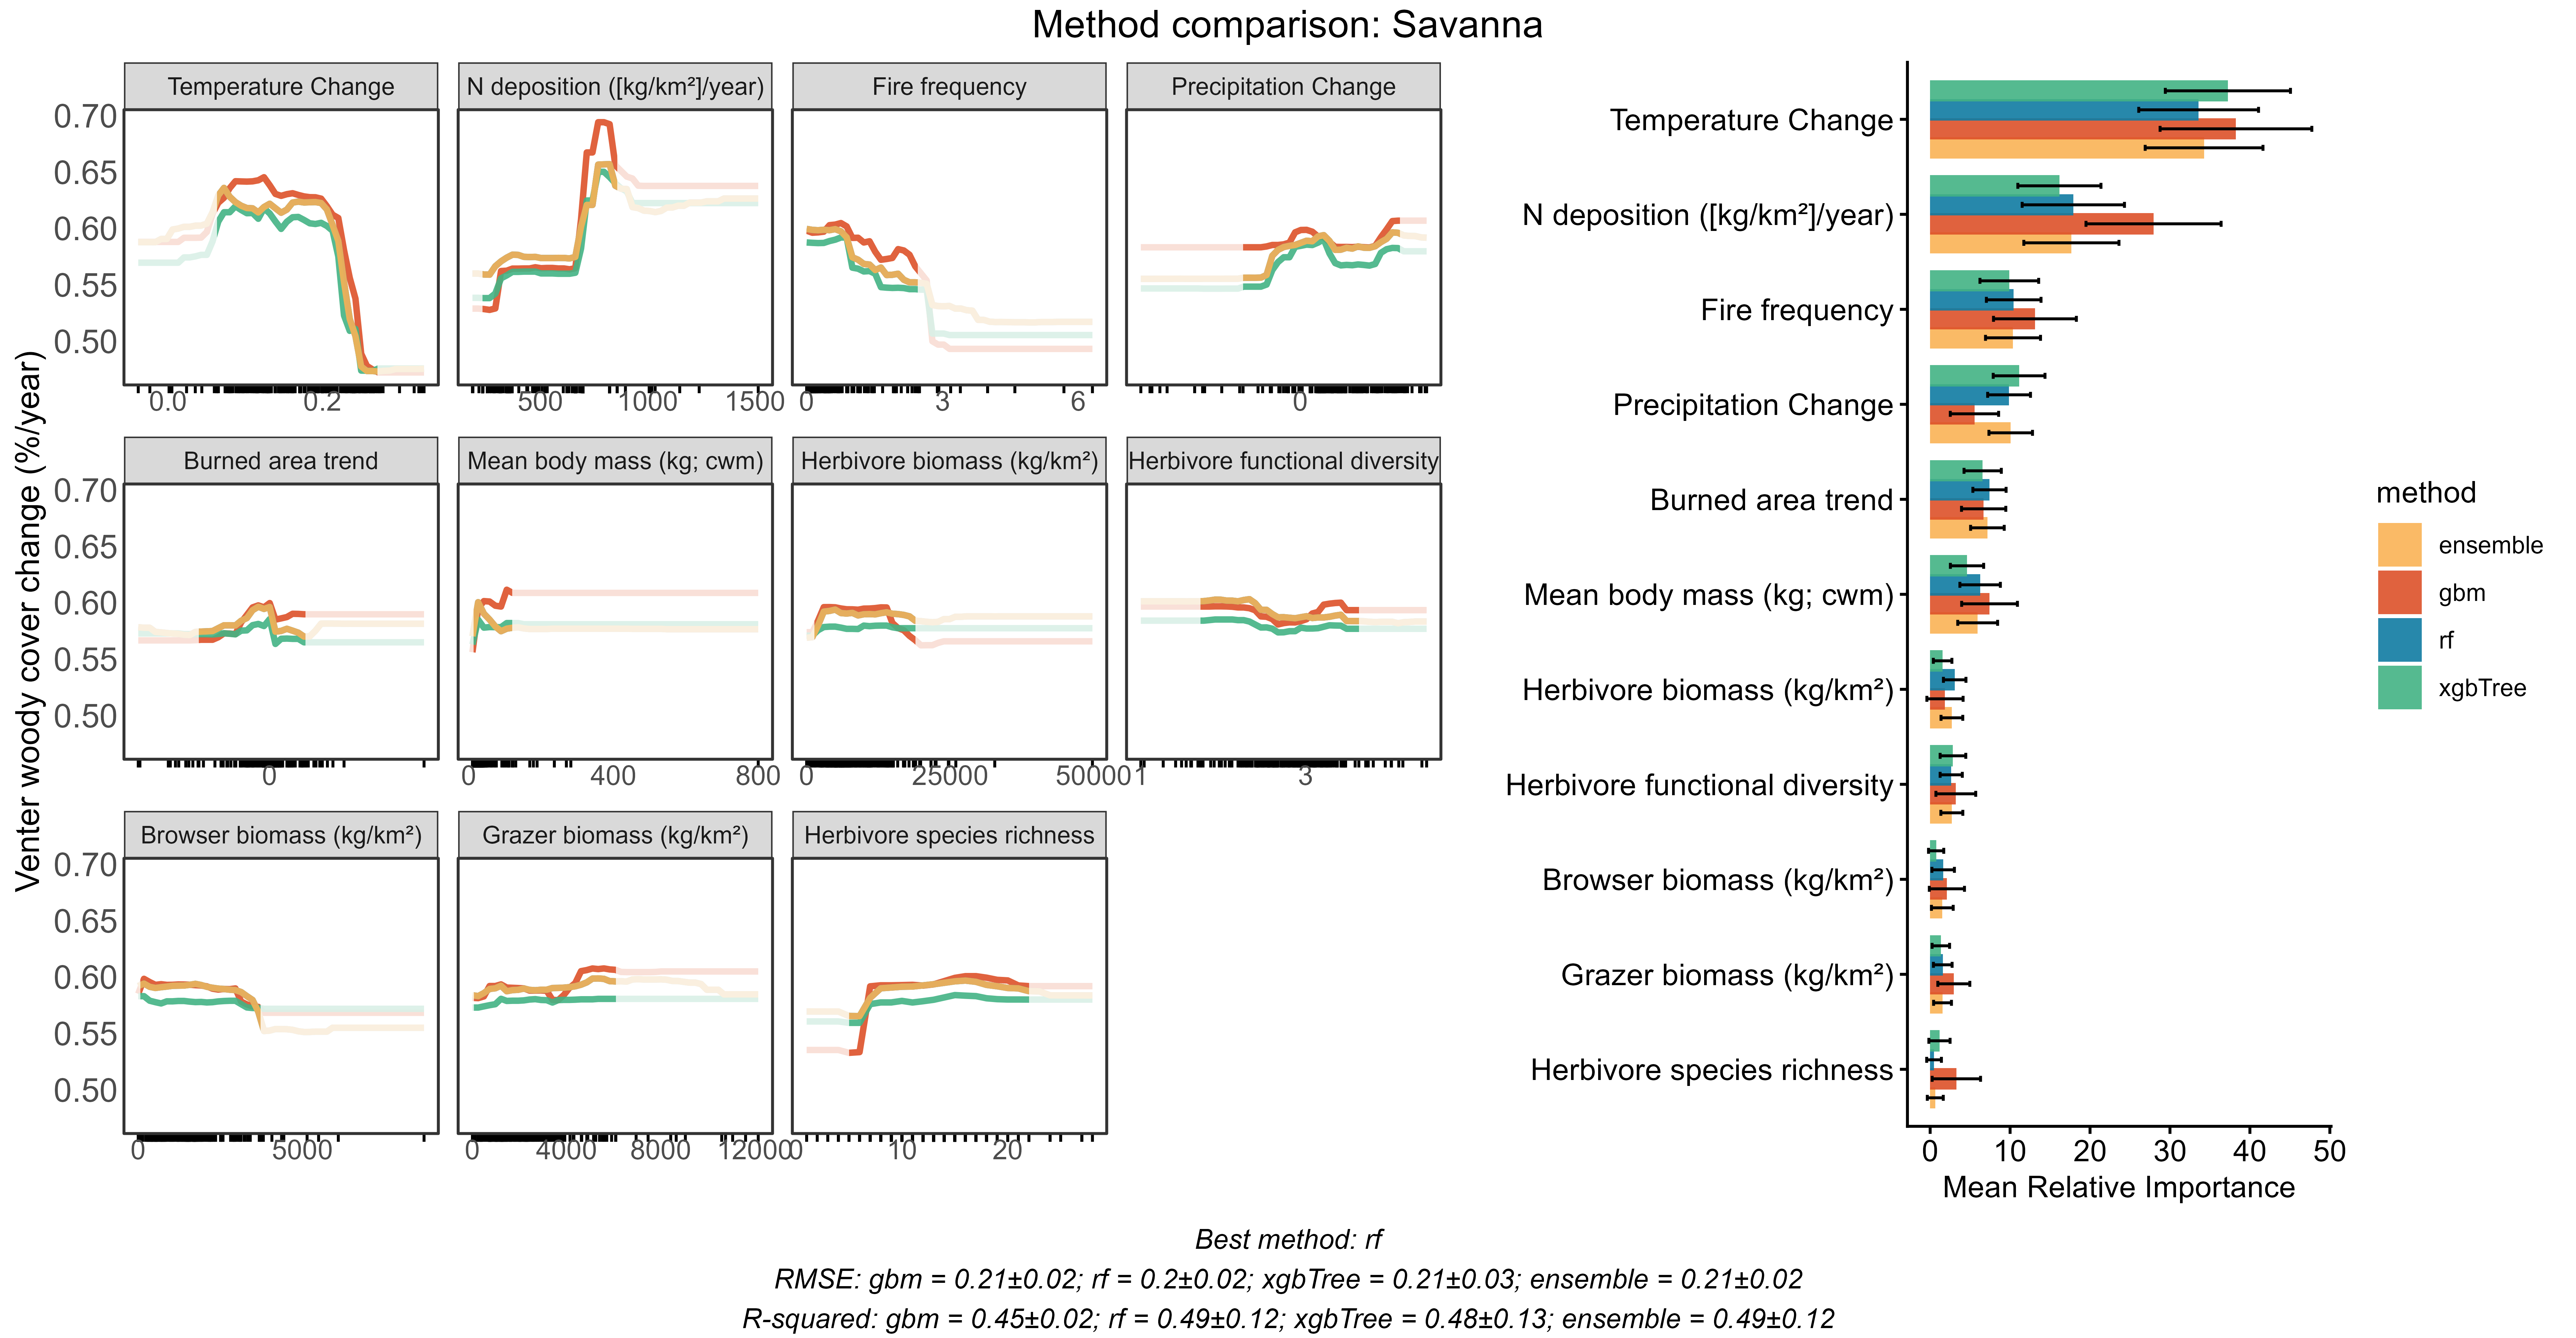 Method comparison: Savanna
Venter woody cover change (%/year)
Temperature Change
N deposition ([kg/km²]/year)
Fire frequency
Precipitation Change
0.70
0.65
0.60
0.55
0.50
0.0 0.2
500 1000 1500
0 3 6
0
Burned area trend
Mean body mass (kg; cwm)
Herbivore biomass (kg/km²)
Herbivore functional diversity
0.70
0.65
0.60
0.55
0.50
0
0 400 800
0 25000 50000
1 3
Browser biomass (kg/km²)
Grazer biomass (kg/km²)
Herbivore species richness
0.70
0.65
0.60
0.55
0.50
0 5000
0 4000 8000 12000
0 10 20
Temperature Change
N deposition ([kg/km²]/year)
Fire frequency
Precipitation Change
Burned area trend
Mean body mass (kg; cwm)
Herbivore biomass (kg/km²)
Herbivore functional diversity
Browser biomass (kg/km²)
Grazer biomass (kg/km²)
Herbivore species richness
0 10 20 30 40 50
Mean Relative Importance
method
ensemble
gbm
rf
xgbTree
Best method: rf
RMSE: gbm = 0.21±0.02; rf = 0.2±0.02; xgbTree = 0.21±0.03; ensemble = 0.21±0.02
R-squared: gbm = 0.45±0.02; rf = 0.49±0.12; xgbTree = 0.48±0.13; ensemble = 0.49±0.12